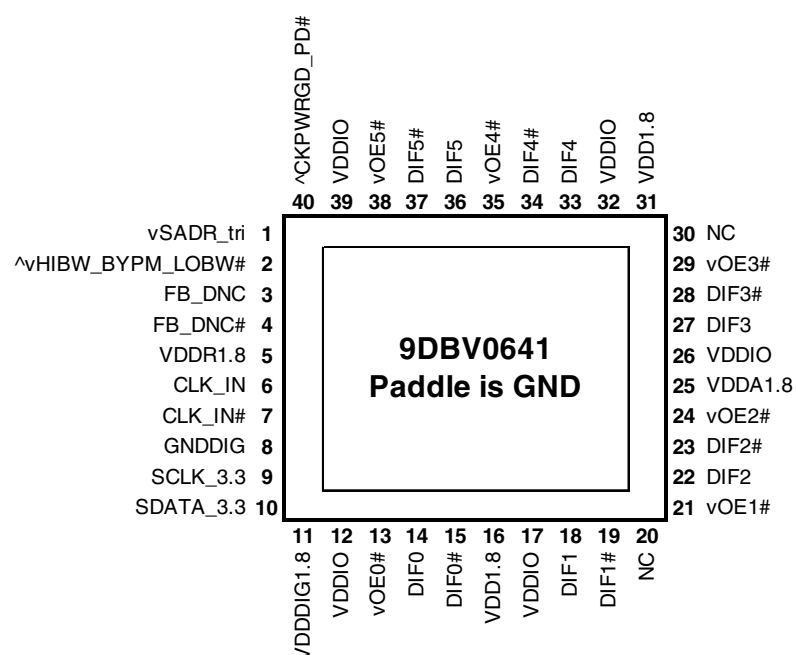 ^CKPWRGD_PD#
VDDIO
vOE5#
DIF5#
DIF5
vOE4#
DIF4#
DIF4
VDDIO
VDD1.8
40 39 38 37 36 35 34 33 32 31
vSADR_tri 1
^vHIBW_BYPM_LOBW# 2
FB_DNC 3
FB_DNC# 4
VDDR1.8 5
CLK_IN 6
CLK_IN# 7
GNDDIG 8
SCLK_3.3 9
SDATA_3.3 10
9DBV0641
Paddle is GND
30 NC
29 vOE3#
28 DIF3#
27 DIF3
26 VDDIO
25 VDDA1.8
24 vOE2#
23 DIF2#
22 DIF2
21 vOE1#
11 12 13 14 15 16 17 18 19 20
VDDDIG1.8
VDDIO
vOE0#
DIF0
DIF0#
VDD1.8
VDDIO
DIF1
DIF1#
NC